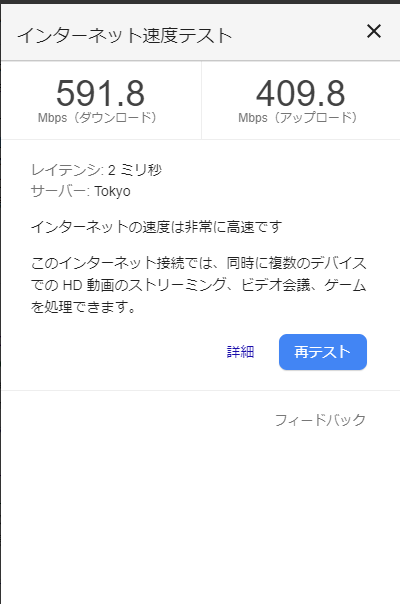 インターネット速度テスト
591.8
Mbps（ダウンロード）
409.8
Mbps（アップロード）
レイテンシ: 2 ミリ秒
サーバー: Tokyo
インターネットの速度は非常に高速です
このインターネット接続では、同時に複数のデバイス
での HD 動画のストリーミング、ビデオ会議、ゲーム
を処理できます。
詳細
再テスト
フィードバック